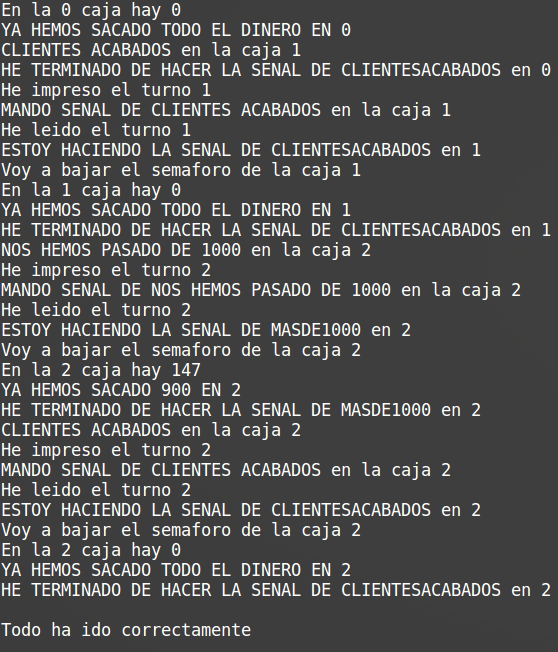 En la 0 caja hay 0
YA HEMOS SACADO TODO EL DINERO EN 0
CLIENTES ACABADOS en la caja 1
HE TERMINADO DE HACER LA SENAL DE CLIENTESACABADOS en 0
He impreso el turno 1
MANDO SENAL DE CLIENTES ACABADOS en la caja 1
He leido el turno 1
ESTOY HACIENDO LA SENAL DE CLIENTESACABADOS en 1
Voy a bajar el semaforo de la caja 1
En la 1 caja hay 0
YA HEMOS SACADO TODO EL DINERO EN 1
HE TERMINADO DE HACER LA SENAL DE CLIENTESACABADOS en 1
NOS HEMOS PASADO DE 1000 en la caja 2
He impreso el turno 2
MANDO SENAL DE NOS HEMOS PASADO DE 1000 en la caja 2
He leido el turno 2
ESTOY HACIENDO LA SENAL DE MASDE1000 en 2
Voy a bajar el semaforo de la caja 2
En la 2 caja hay 147
YA HEMOS SACADO 900 EN 2
HE TERMINADO DE HACER LA SENAL DE MASDE1000 en 2
CLIENTES ACABADOS en la caja 2
He impreso el turno 2
MANDO SENAL DE CLIENTES ACABADOS en la caja 2
He leido el turno 2
ESTOY HACIENDO LA SENAL DE CLIENTESACABADOS en 2
Voy a bajar el semaforo de la caja 2
En la 2 caja hay 0
YA HEMOS SACADO TODO EL DINERO EN 2
HE TERMINADO DE HACER LA SENAL DE CLIENTESACABADOS en 2
Todo ha ido correctamente